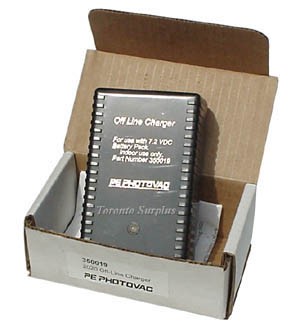 Off Line Charger
For use with 7.2 VDC
Battery Pack.
Indoor use only.
Part Number 350019
PE PHOTOVAC
Toronto Surplus
350019
2020 Off-Line Charger
PE PHOTOVAC